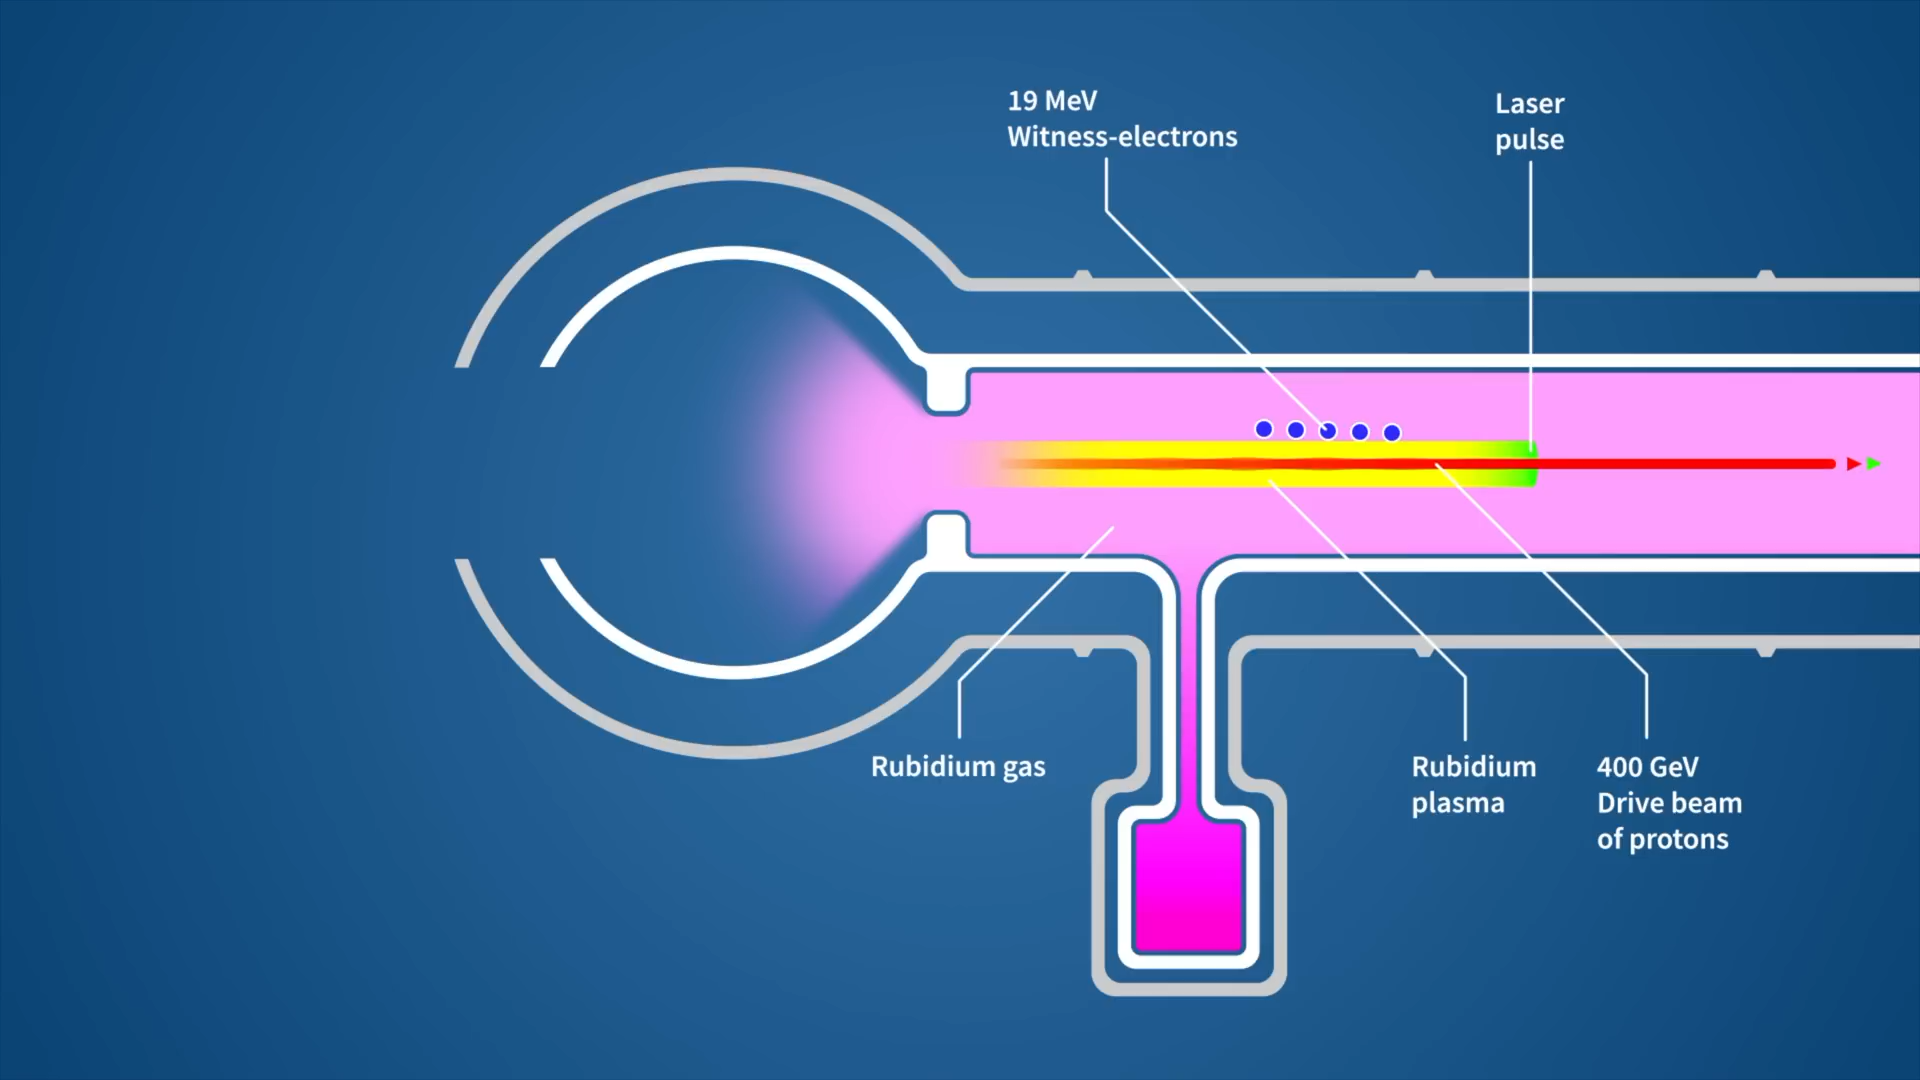 19 MeV
Witness-electrons
Laser
pulse
Rubidium gas
Rubidium
plasma
400 GeV
Drive beam
of protons